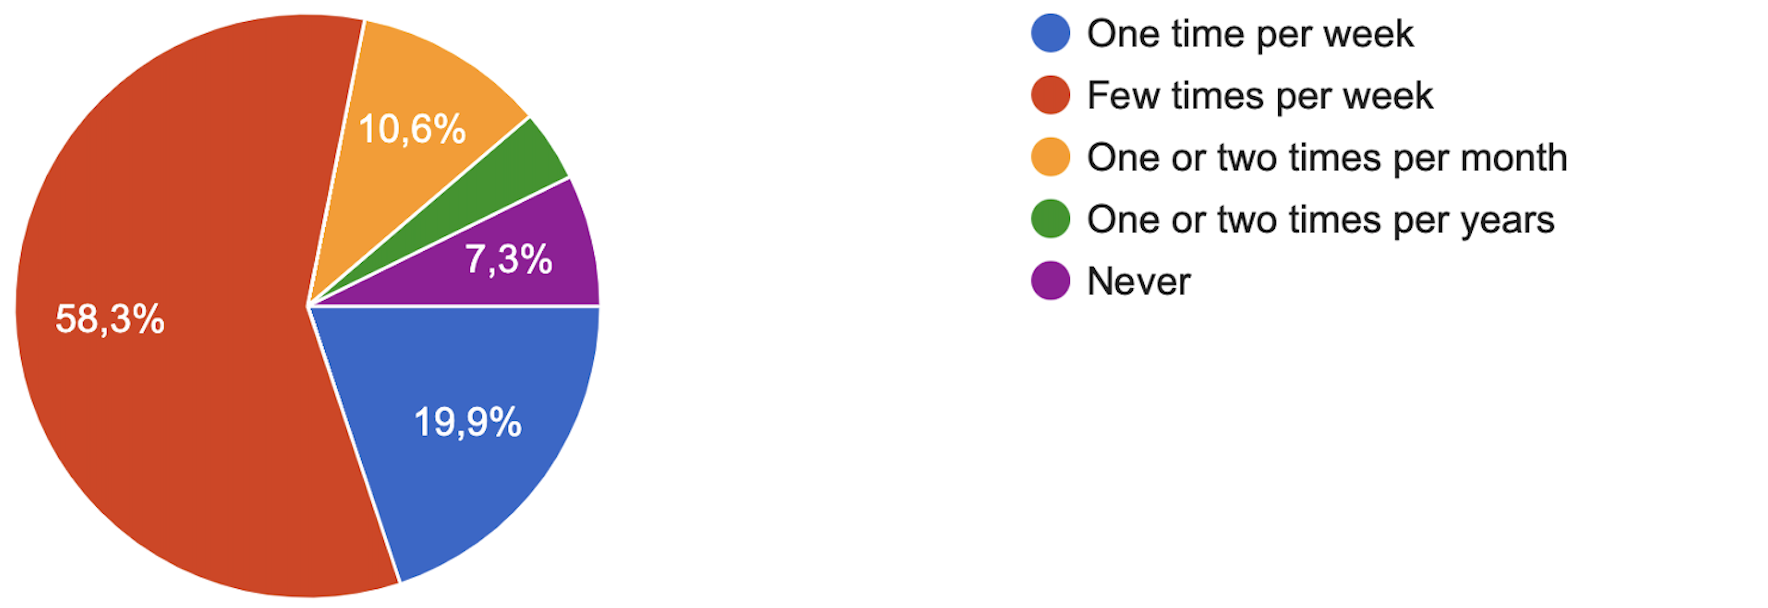 10,6%
7,3%
58,3%
19,9%
One time per week
Few times per week
One or two times per month
One or two times per years
Never